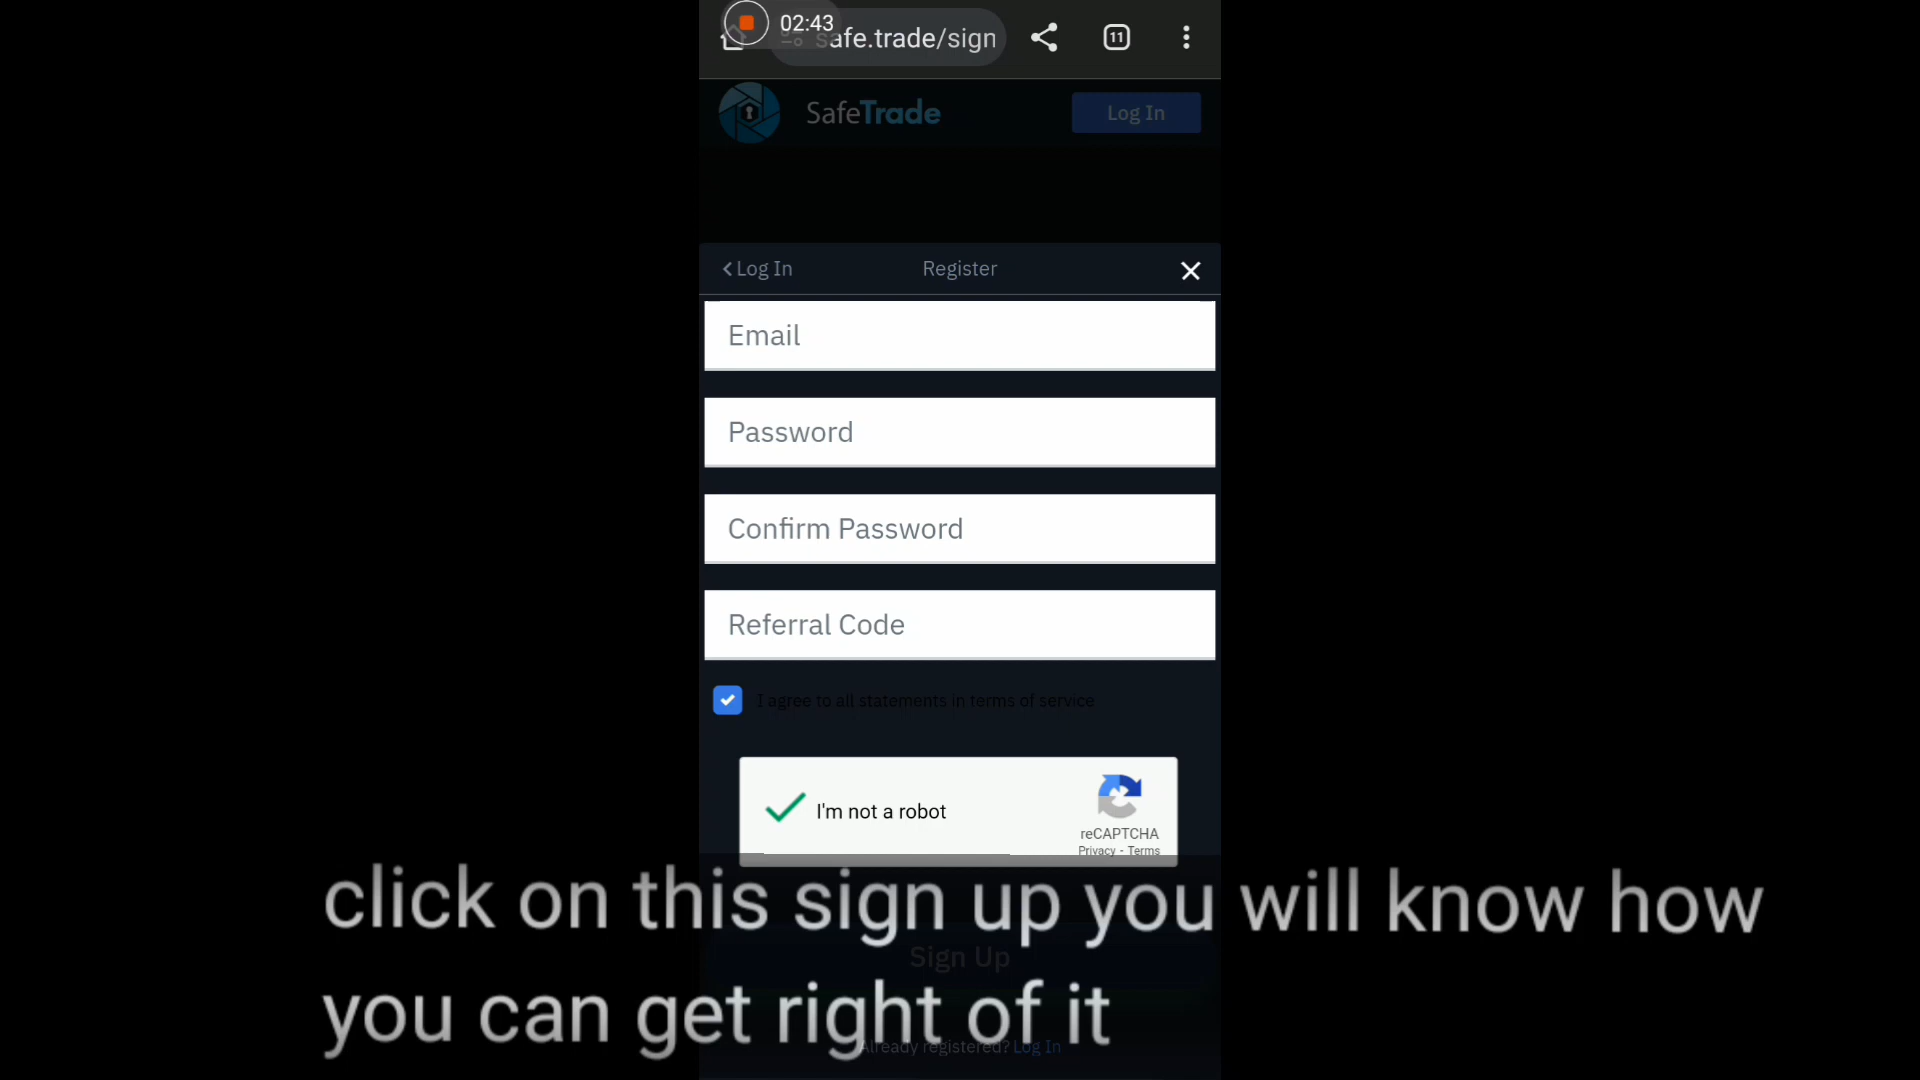 02:43
safe.trade/sign
11
SafeTrade
Log In
Log In
Register
Email
Password
Confirm Password
Referral Code
I agree to all statements in terms of service
I'm not a robot
reCAPTCHA
Privacy - Terms
click on this sign up you will know how
Sign Up
you can get right of it
Already registered? Log In